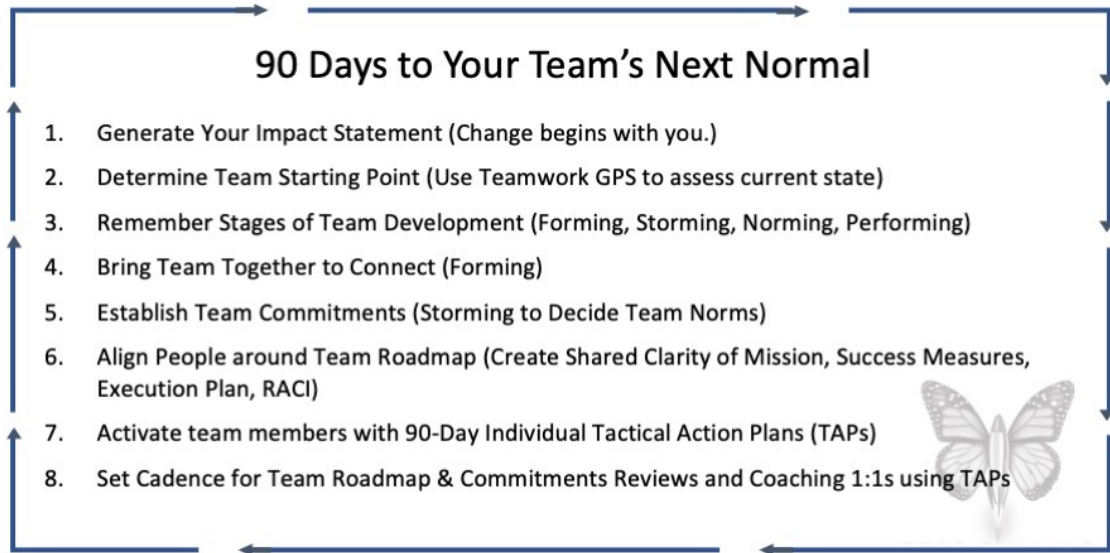 90 Days to Your Team’s Next Normal
1. Generate Your Impact Statement (Change begins with you.)
2. Determine Team Starting Point (Use Teamwork GPS to assess current state)
3. Remember Stages of Team Development (Forming, Storming, Norming, Performing)
4. Bring Team Together to Connect (Forming)
5. Establish Team Commitments (Storming to Decide Team Norms)
6. Align People around Team Roadmap (Create Shared Clarity of Mission, Success Measures,
Execution Plan, RACI)
7. Activate team members with 90-Day Individual Tactical Action Plans (TAPs)
8. Set Cadence for Team Roadmap & Commitments Reviews and Coaching 1:1s using TAPs